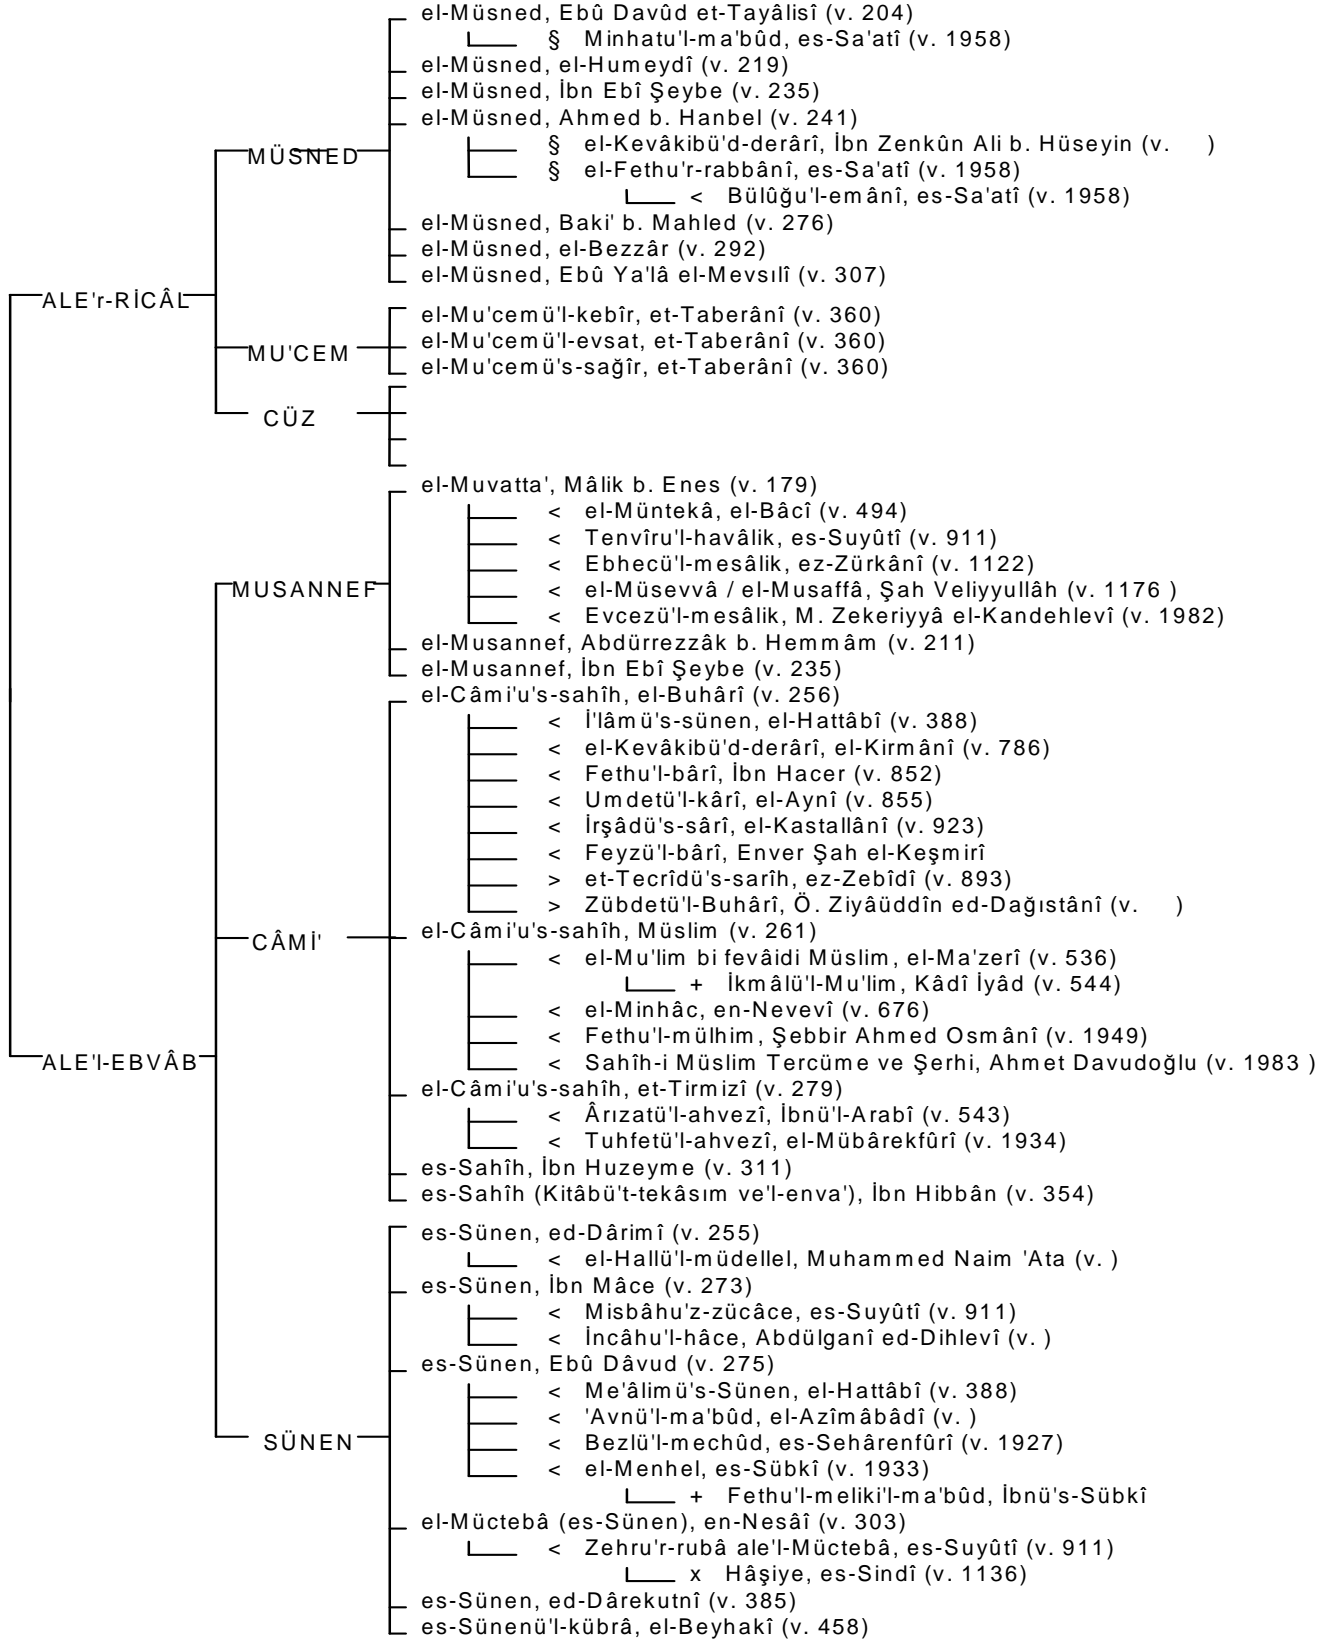 el-Müsned, Ebû Davûd et-Tayâlisî (v. 204)
§ Minhatu'l-ma'bûd, es-Sa'atî (v. 1958)
el-Müsned, el-Humeydî (v. 219)
el-Müsned, İbn Ebî Şeybe (v. 235)
el-Müsned, Ahmed b. Hanbel (v. 241)
§ el-Kevâkibü'd-derârî, İbn Zenkûn Ali b. Hüseyin (v. )
MÜSNED
§ el-Fethu'r-rabbânî, es-Sa'atî (v. 1958)
< Bülûğu'l-emânî, es-Sa'atî (v. 1958)
el-Müsned, Baki' b. Mahled (v. 276)
el-Müsned, el-Bezzâr (v. 292)
el-Müsned, Ebû Ya'lâ el-Mevsılî (v. 307)
ALE'r-RİCÂL
el-Mu'cemü'l-kebîr, et-Taberânî (v. 360)
el-Mu'cemü'l-evsat, et-Taberânî (v. 360)
MU'CEM
el-Mu'cemü's-sağîr, et-Taberânî (v. 360)
CÜZ
el-Muvatta', Mâlik b. Enes (v. 179)
< el-Müntekâ, el-Bâcî (v. 494)
< Tenvîru'l-havâlik, es-Suyûtî (v. 911)
< Ebhecü'l-mesâlik, ez-Zürkânî (v. 1122)
MUSANNEF
< el-Müsevvâ / el-Musaffâ, Şah Veliyyullâh (v. 1176 )
< Evcezü'l-mesâlik, M. Zekeriyyâ el-Kandehlevî (v. 1982)
el-Musannef, Abdürrezzâk b. Hemmâm (v. 211)
el-Musannef, İbn Ebî Şeybe (v. 235)
el-Câmi'u's-sahîh, el-Buhârî (v. 256)
< İ'lâmü's-sünen, el-Hattâbî (v. 388)
< el-Kevâkibü'd-derârî, el-Kirmânî (v. 786)
< Fethu'l-bârî, İbn Hacer (v. 852)
< Umdetü'l-kârî, el-Aynî (v. 855)
< İrşâdü's-sârî, el-Kastallânî (v. 923)
< Feyzü'l-bârî, Enver Şah el-Keşmirî
> et-Tecrîdü's-sarîh, ez-Zebîdî (v. 893)
> Zübdetü'l-Buhârî, Ö. Ziyâüddîn ed-Dağıstânî (v. )
el-Câmi'u's-sahîh, Müslim (v. 261)
CÂMİ'
< el-Mu'lim bi fevâidi Müslim, el-Ma'zerî (v. 536)
+ İkmâlü'l-Mu'lim, Kâdî İyâd (v. 544)
< el-Minhâc, en-Nevevî (v. 676)
< Fethu'l-mülhim, Şebbir Ahmed Osmânî (v. 1949)
ALE'l-EBVÂB
< Sahîh-i Müslim Tercüme ve Şerhi, Ahmet Davudoğlu (v. 1983 )
el-Câmi'u's-sahîh, et-Tirmizî (v. 279)
< Ârızatü'l-ahvezî, İbnü'l-Arabî (v. 543)
< Tuhfetü'l-ahvezî, el-Mübârekfûrî (v. 1934)
es-Sahîh, İbn Huzeyme (v. 311)
es-Sahîh (Kitâbü't-tekâsım ve'l-enva'), İbn Hibbân (v. 354)
es-Sünen, ed-Dârimî (v. 255)
< el-Hallü'l-müdellel, Muhammed Naim 'Ata (v. )
es-Sünen, İbn Mâce (v. 273)
< Misbâhu'z-zücâce, es-Suyûtî (v. 911)
< İncâhu'l-hâce, Abdülganî ed-Dihlevî (v. )
es-Sünen, Ebû Dâvud (v. 275)
< Me'âlimü's-Sünen, el-Hattâbî (v. 388)
< 'Avnü'l-ma'bûd, el-Azîmâbâdî (v. )
SÜNEN
< Bezlü'l-mechûd, es-Sehârenfûrî (v. 1927)
< el-Menhel, es-Sübkî (v. 1933)
+ Fethu'l-meliki'l-ma'bûd, İbnü's-Sübkî
el-Müctebâ (es-Sünen), en-Nesâî (v. 303)
< Zehru'r-rubâ ale'l-Müctebâ, es-Suyûtî (v. 911)
x Hâşiye, es-Sindî (v. 1136)
es-Sünen, ed-Dârekutnî (v. 385)
es-Sünenü'l-kübrâ, el-Beyhakî (v. 458)